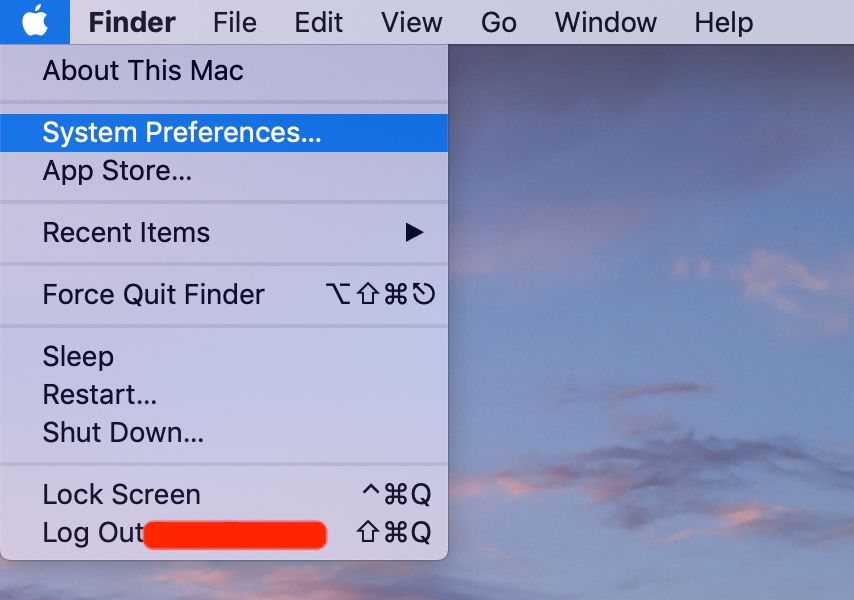 Finder File Edit View Go Window Help
About This Mac
System Preferences...
App Store...
Recent Items ▶
Force Quit Finder ⌥⇧⌘⎋
Sleep
Restart...
Shut Down...
Lock Screen ^⌘Q
Log Out ⇧⌘Q